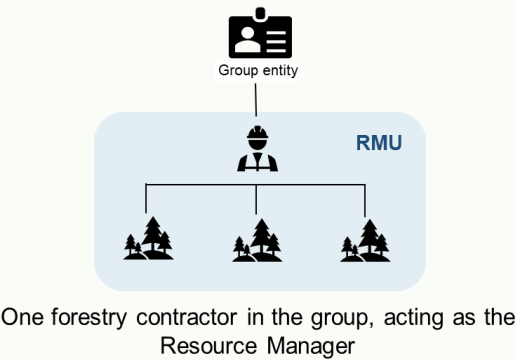 Group entity
RMU
One forestry contractor in the group, acting as the
Resource Manager